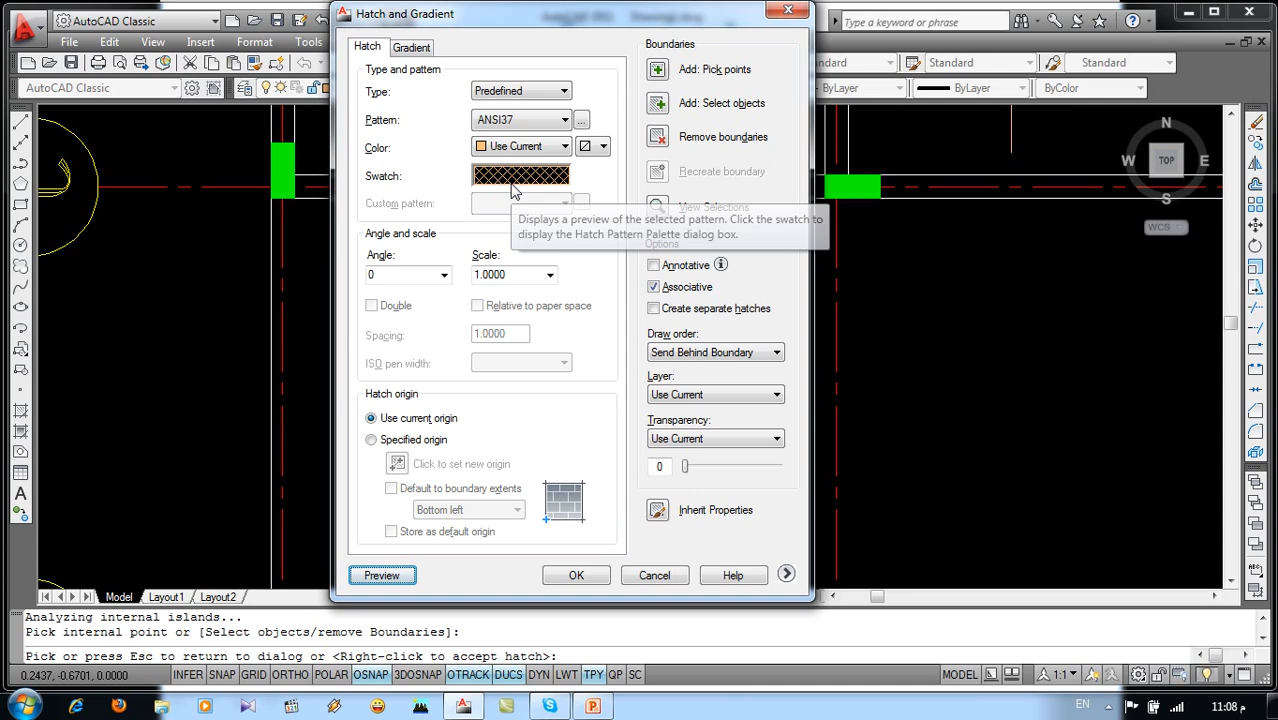 AutoCAD Classic
Hatch and Gradient
Type a keyword or phrase
File Edit View Insert Format Tools
Standard Standard Standard
AutoCAD Classic
ByLayer ByLayer ByColor
Hatch Gradient
Type and pattern
Type: Predefined
Pattern: ANSI37 ...
Color: Use Current
Swatch:
Custom pattern:
Displays a preview of the selected pattern. Click the swatch to
display the Hatch Pattern Palette dialog box.
Angle and scale
Angle: Scale:
0 1.0000
Double Relative to paper space
Spacing: 1.0000
ISO pen width:
Hatch origin
Use current origin
Specified origin
Click to set new origin
Default to boundary extents
Bottom left
Store as default origin
Boundaries
Add: Pick points
Add: Select objects
Remove boundaries
Recreate boundary
View Selections
Options
Annotative
Associative
Create separate hatches
Draw order:
Send Behind Boundary
Layer:
Use Current
Transparency:
Use Current
0
Inherit Properties
Preview OK Cancel Help
N
W TOP E
S
WCS
Model Layout1 Layout2
Analyzing internal islands...
Pick internal point or [Select objects/remove Boundaries]:
Pick or press Esc to return to dialog or <Right-click to accept hatch>:
0.2437, -0.6701, 0.0000 INFER SNAP GRID ORTHO POLAR OSNAP 3DOSNAP OTRACK DUCS DYN LWT TPY QP SC MODEL 1:1
EN 11:08 م